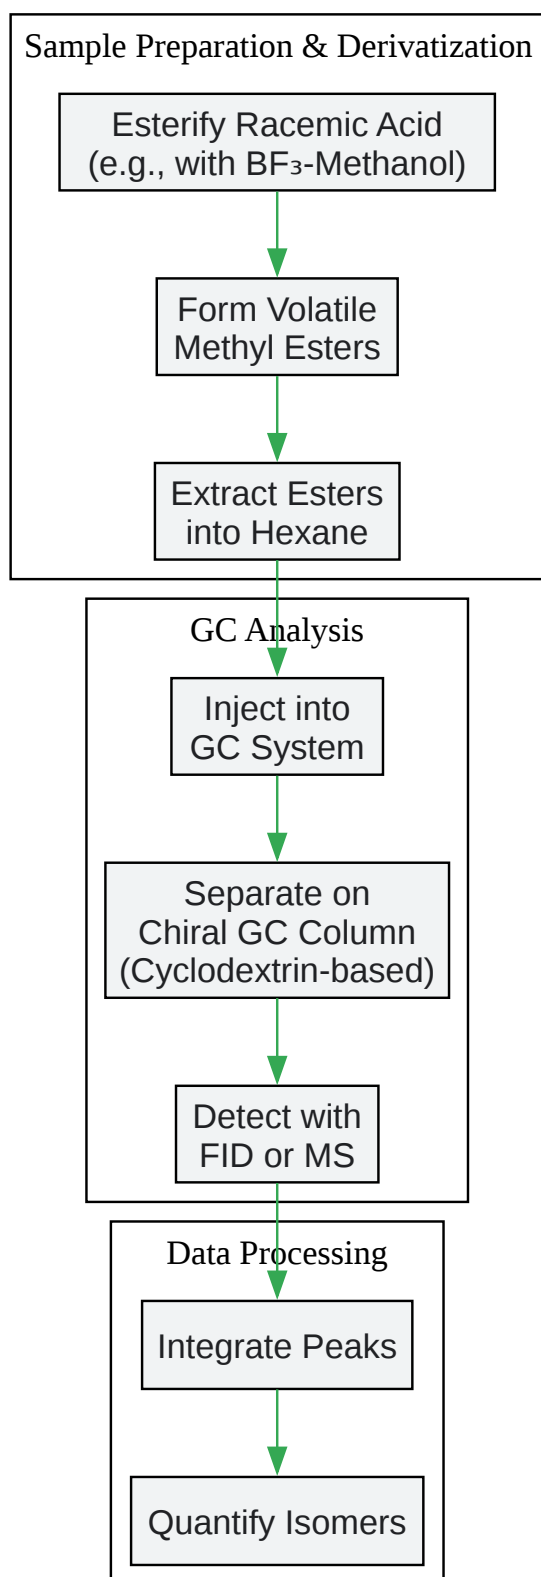 Sample Preparation & Derivatization
Esterify Racemic Acid
(e.g., with BF₃-Methanol)
Form Volatile
Methyl Esters
Extract Esters
into Hexane
GC Analysis
Inject into
GC System
Separate on
Chiral GC Column
(Cyclodextrin-based)
Detect with
FID or MS
Data Processing
Integrate Peaks
Quantify Isomers